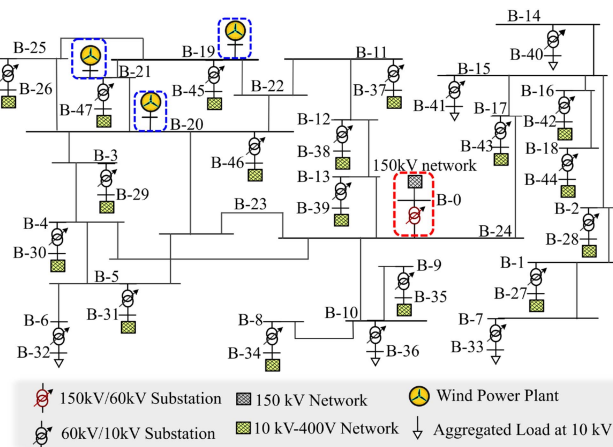 B-14
B-25
B-19
B-11
B-40
B-21
B-15
B-26
B-47
B-45
B-22
B-37
B-41
B-16
B-17
B-12
B-42
B-20
B-43
B-18
B-46
B-38
150kV network
B-3
B-13
B-44
B-29
B-39
B-0
B-2
B-4
B-23
B-24
B-28
B-30
B-9
B-1
B-5
B-35
B-27
B-31
B-6
B-8
B-10
B-7
B-32
B-34
B-36
B-33
150kV/60kV Substation
150 kV Network
Wind Power Plant
60kV/10kV Substation
10 kV-400V Network
Aggregated Load at 10 kV